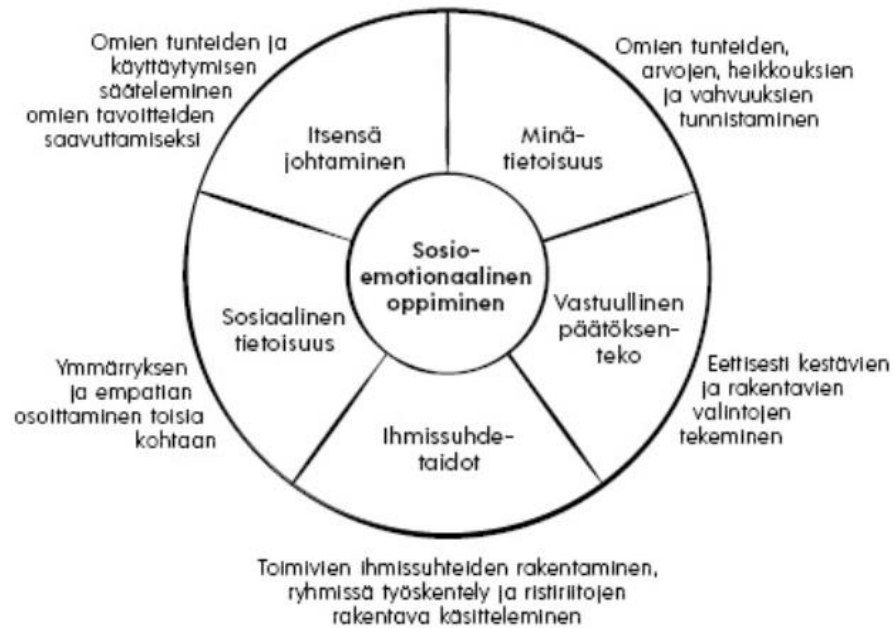 Omien tunteiden ja
käyttäytymisen
sääteleminen
omien tavoitteiden
saavuttamiseksi
Omien tunteiden,
arvojen, heikkouksien
ja vahvuuksien
tunnistaminen
Itsensä
johtaminen
Minä-
tietoisuus
Sosio-
emotionaalinen
oppiminen
Sosiaalinen
tietoisuus
Vastuullinen
päätöksen-
teko
Ymmärryksen
ja empatian
osoittaminen toisia
kohtaan
Eettisesti kestävien
ja rakentavien
valintojen
tekeminen
Ihmissuhde-
taidot
Toimivien ihmissuhteiden rakentaminen,
ryhmissä työskentely ja ristiriitojen
rakentava käsitteleminen